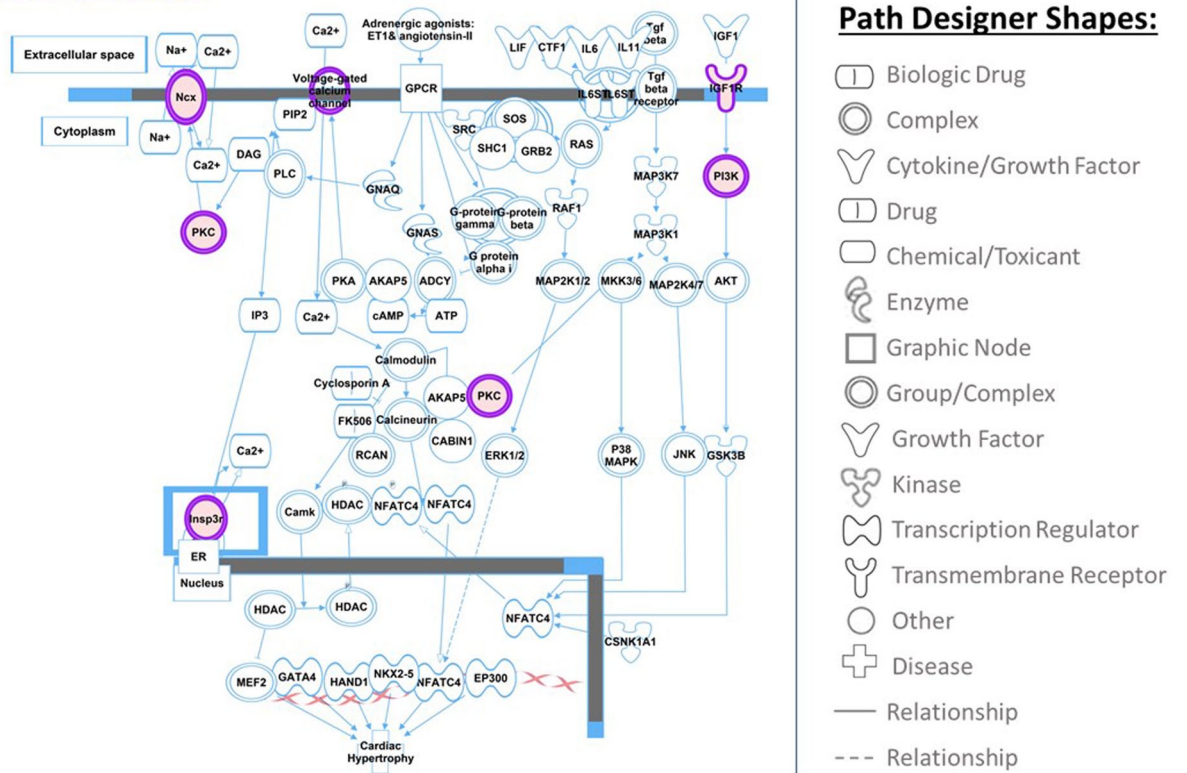 Extracellular space
Na+
Ca2+
Ca2+
Adrenergic agonists:
ET1& angiotensin-II
LIF
CTF1
IL6
IL11
Tgf
beta
IGF1
Ncx
Voltage-gated
calcium
channel
GPCR
IL6ST
IL6ST
Tgf
beta
receptor
IGF1R
Cytoplasm
Na+
PIP2
Ca2+
DAG
PLC
SRC
SOS
SHC1
GRB2
RAS
GNAQ
MAP3K7
PI3K
PKC
GNAS
G-protein
gamma
G-protein
beta
RAF1
MAP3K1
G protein
alpha i
PKA
AKAP5
ADCY
MAP2K1/2
MKK3/6
MAP2K4/7
AKT
IP3
Ca2+
cAMP
ATP
Calmodulin
Cyclosporin A
AKAP5
PKC
FK506
Calcineurin
CABIN1
RCAN
ERK1/2
P38
MAPK
JNK
GSK3B
Ca2+
Insp3r
Camk
HDAC
NFATC4
NFATC4
ER
Nucleus
HDAC
HDAC
NFATC4
CSNK1A1
MEF2
GATA4
HAND1
NKX2-5
NFATC4
EP300
Cardiac
Hypertrophy
Path Designer Shapes:
Biologic Drug
Complex
Cytokine/Growth Factor
Drug
Chemical/Toxicant
Enzyme
Graphic Node
Group/Complex
Growth Factor
Kinase
Transcription Regulator
Transmembrane Receptor
Other
Disease
Relationship
Relationship